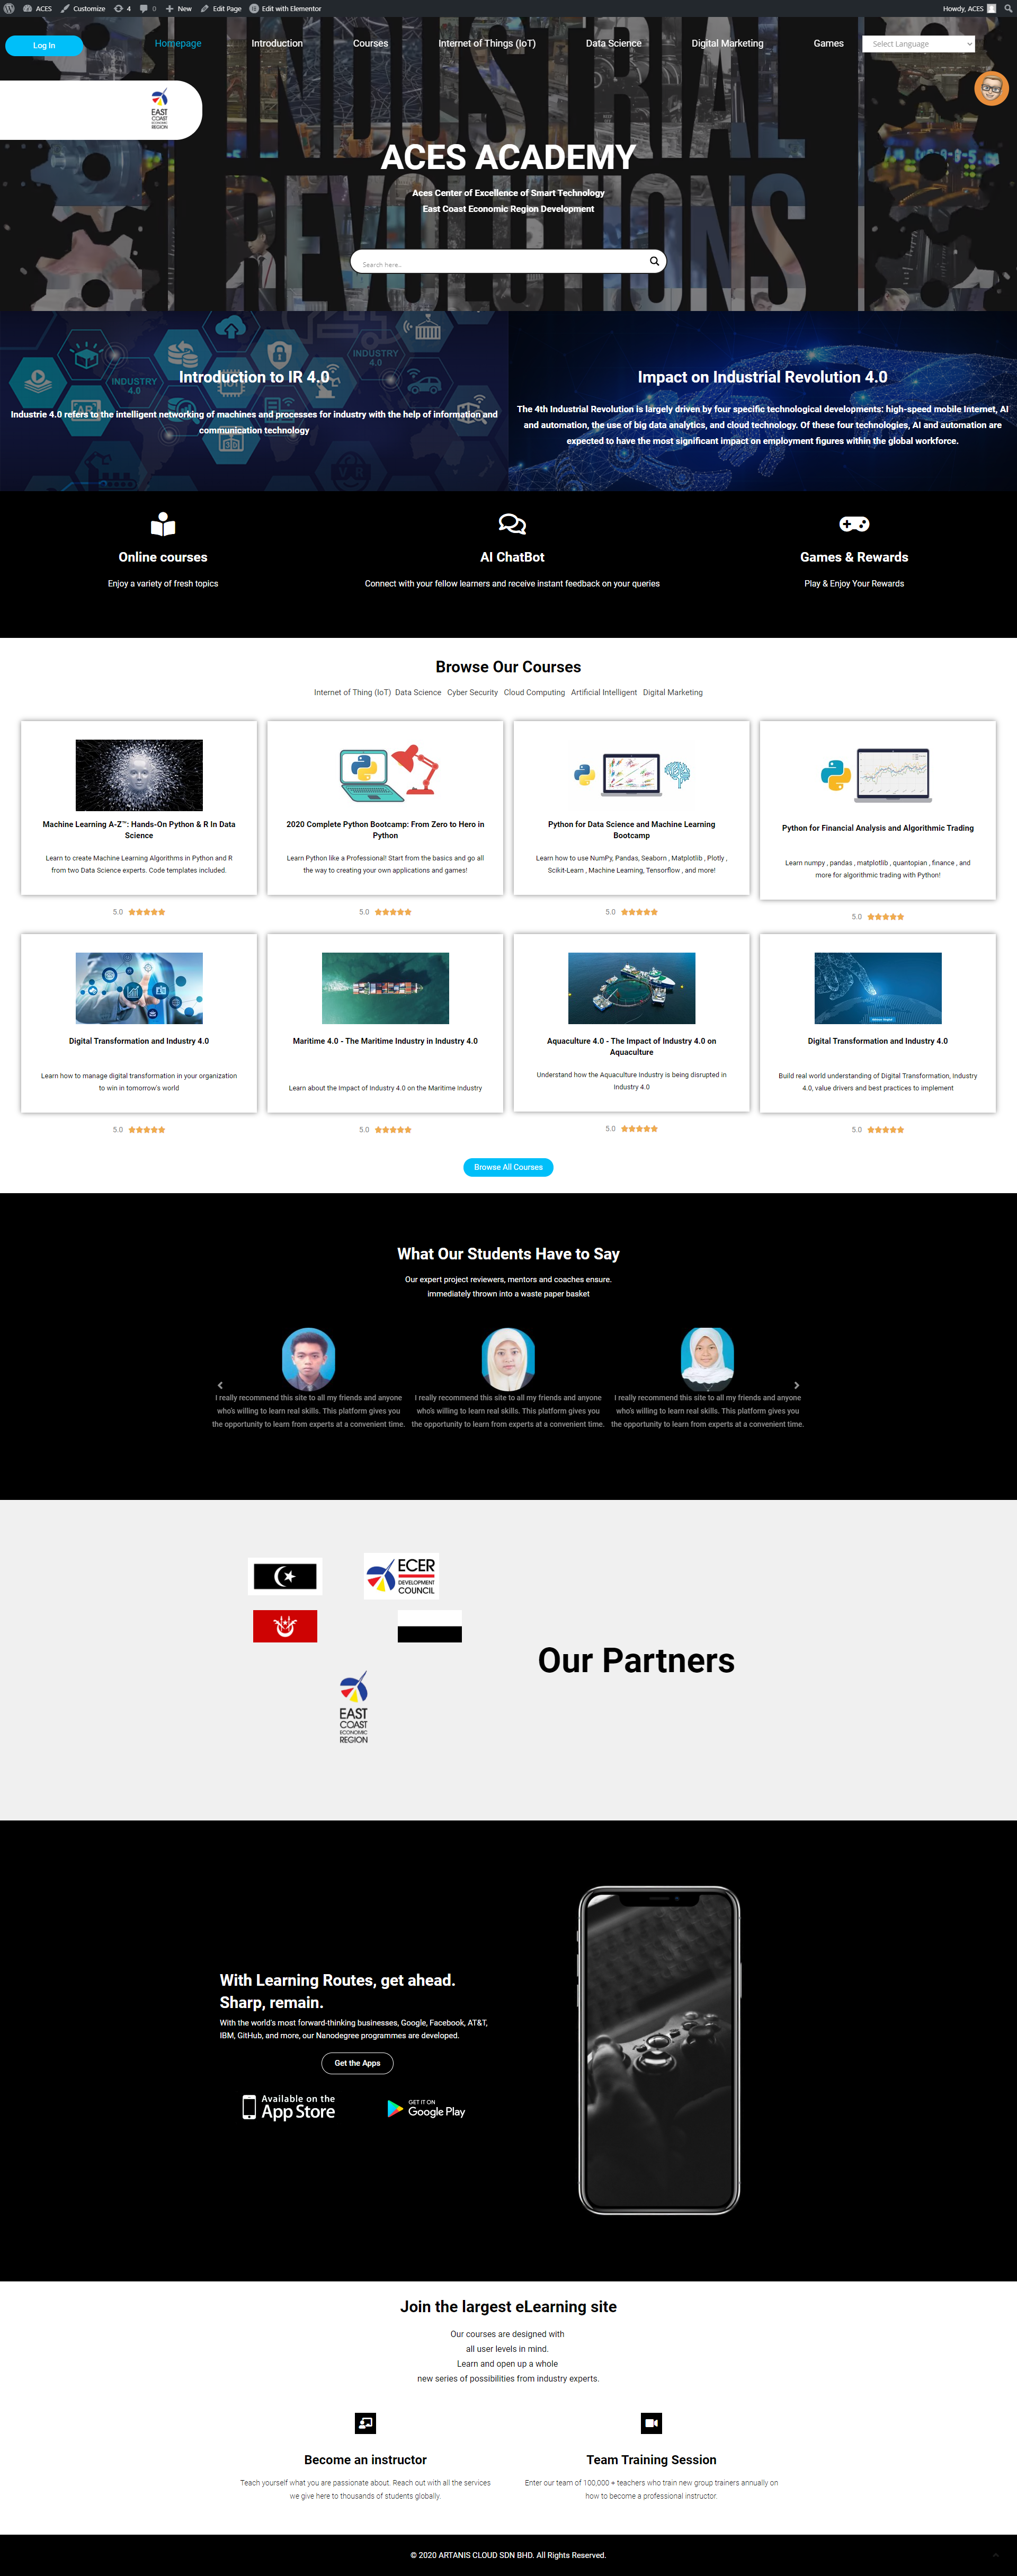 ACES
Customize
4
0
New
Edit Page
Edit with Elementor
Howdy, ACES
Log In
Homepage
Introduction
Courses
Internet of Things (IoT)
Data Science
Digital Marketing
Games
Select Language
EAST
COAST
ECONOMIC
REGION
INDUSTRIAL
REVOLUTIONS
ACES ACADEMY
Aces Center of Excellence of Smart Technology
East Coast Economic Region Development
Search here..
INDUSTRY
4.0
INDUSTRY
4.0
Introduction to IR 4.0
Industrie 4.0 refers to the intelligent networking of machines and processes for industry with the help of information and
communication technology
Impact on Industrial Revolution 4.0
The 4th Industrial Revolution is largely driven by four specific technological developments: high-speed mobile Internet, AI
and automation, the use of big data analytics, and cloud technology. Of these four technologies, AI and automation are
expected to have the most significant impact on employment figures within the global workforce.
Online courses
Enjoy a variety of fresh topics
AI ChatBot
Connect with your fellow learners and receive instant feedback on your queries
Games & Rewards
Play & Enjoy Your Rewards
Browse Our Courses
Internet of Thing (IoT) Data Science Cyber Security Cloud Computing Artificial Intelligent Digital Marketing
Machine Learning A-Z™: Hands-On Python & R In Data
Science
Learn to create Machine Learning Algorithms in Python and R
from two Data Science experts. Code templates included.
5.0
2020 Complete Python Bootcamp: From Zero to Hero in
Python
Learn Python like a Professional! Start from the basics and go all
the way to creating your own applications and games!
5.0
Python for Data Science and Machine Learning
Bootcamp
Learn how to use NumPy, Pandas, Seaborn , Matplotlib , Plotly ,
Scikit-Learn , Machine Learning, Tensorflow , and more!
5.0
Python for Financial Analysis and Algorithmic Trading
Learn numpy , pandas , matplotlib , quantopian , finance , and
more for algorithmic trading with Python!
5.0
Digital Transformation and Industry 4.0
Learn how to manage digital transformation in your organization
to win in tomorrow's world
5.0
Maritime 4.0 - The Maritime Industry in Industry 4.0
Learn about the Impact of Industry 4.0 on the Maritime Industry
5.0
Aquaculture 4.0 - The Impact of Industry 4.0 on
Aquaculture
Understand how the Aquaculture Industry is being disrupted in
Industry 4.0
5.0
Digital Transformation and Industry 4.0
Build real world understanding of Digital Transformation, Industry
4.0, value drivers and best practices to implement
5.0
Browse All Courses
What Our Students Have to Say
Our expert project reviewers, mentors and coaches ensure.
immediately thrown into a waste paper basket
I really recommend this site to all my friends and anyone
who's willing to learn real skills. This platform gives you
the opportunity to learn from experts at a convenient time.
I really recommend this site to all my friends and anyone
who's willing to learn real skills. This platform gives you
the opportunity to learn from experts at a convenient time.
I really recommend this site to all my friends and anyone
who's willing to learn real skills. This platform gives you
the opportunity to learn from experts at a convenient time.
ECER
DEVELOPMENT
COUNCIL
EAST
COAST
ECONOMIC
REGION
Our Partners
With Learning Routes, get ahead.
Sharp, remain.
With the world's most forward-thinking businesses, Google, Facebook, AT&T,
IBM, GitHub, and more, our Nanodegree programmes are developed.
Get the Apps
Available on the
App Store
GET IT ON
Google Play
Join the largest eLearning site
Our courses are designed with
all user levels in mind.
Learn and open up a whole
new series of possibilities from industry experts.
Become an instructor
Teach yourself what you are passionate about. Reach out with all the services
we give here to thousands of students globally.
Team Training Session
Enter our team of 100,000 + teachers who train new group trainers annually on
how to become a professional instructor.
© 2020 ARTANIS CLOUD SDN BHD. All Rights Reserved.